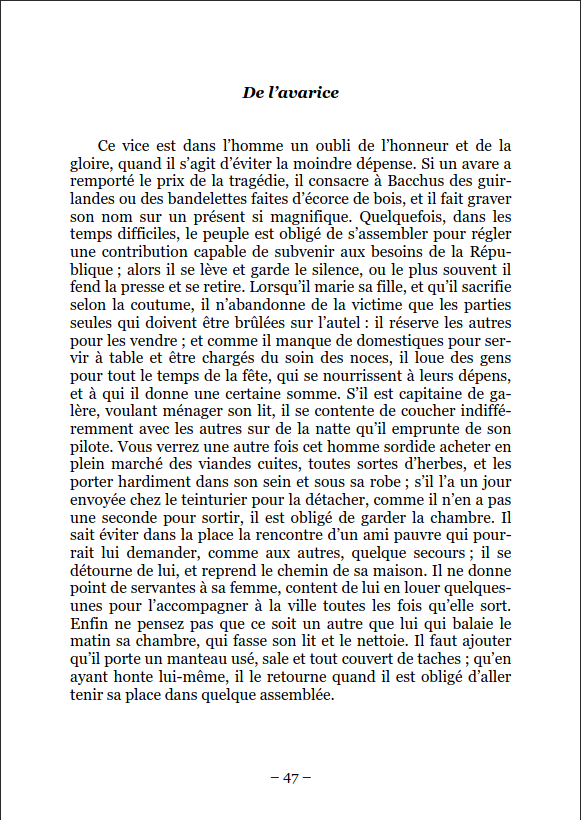 De l’avarice
Ce vice est dans l’homme un oubli de l’honneur et de la
gloire, quand il s’agit d’éviter la moindre dépense. Si un avare a
remporté le prix de la tragédie, il consacre à Bacchus des guir-
landes ou des bandelettes faites d’écorce de bois, et il fait graver
son nom sur un présent si magnifique. Quelquefois, dans les
temps difficiles, le peuple est obligé de s’assembler pour régler
une contribution capable de subvenir aux besoins de la Répu-
blique ; alors il se lève et garde le silence, ou le plus souvent il
fend la presse et se retire. Lorsqu’il marie sa fille, et qu’il sacrifie
selon la coutume, il n’abandonne de la victime que les parties
seules qui doivent être brûlées sur l’autel : il réserve les autres
pour les vendre ; et comme il manque de domestiques pour ser-
vir à table et être chargés du soin des noces, il loue des gens
pour tout le temps de la fête, qui se nourrissent à leurs dépens,
et à qui il donne une certaine somme. S’il est capitaine de ga-
lère, voulant ménager son lit, il se contente de coucher indiffé-
remment avec les autres sur de la natte qu’il emprunte de son
pilote. Vous verrez une autre fois cet homme sordide acheter en
plein marché des viandes cuites, toutes sortes d’herbes, et les
porter hardiment dans son sein et sous sa robe ; s’il l’a un jour
envoyée chez le teinturier pour la détacher, comme il n’en a pas
une seconde pour sortir, il est obligé de garder la chambre. Il
sait éviter dans la place la rencontre d’un ami pauvre qui pour-
rait lui demander, comme aux autres, quelque secours ; il se
détourne de lui, et reprend le chemin de sa maison. Il ne donne
point de servantes à sa femme, content de lui en louer quelques-
unes pour l’accompagner à la ville toutes les fois qu’elle sort.
Enfin ne pensez pas que ce soit un autre que lui qui balaie le
matin sa chambre, qui fasse son lit et le nettoie. Il faut ajouter
qu’il porte un manteau usé, sale et tout couvert de taches ; qu’en
ayant honte lui-même, il le retourne quand il est obligé d’aller
tenir sa place dans quelque assemblée.
– 47 –